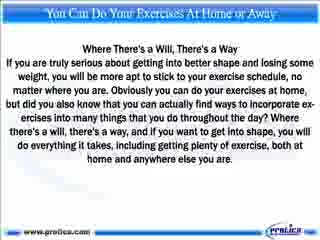 You Can Do Your Exercises At Home or Away
Where There's a Will, There's a Way
If you are truly serious about getting into better shape and losing some
weight, you will be more apt to stick to your exercise schedule, no
matter where you are. Obviously you can do your exercises at home,
but did you also know that you can actually find ways to incorporate ex-
ercises into many things that you do throughout the day? Where
there's a will, there's a way, and if you want to get into shape, you will
do everything it takes, including getting plenty of exercise, both at
home and anywhere else you are.
www.prolica.com